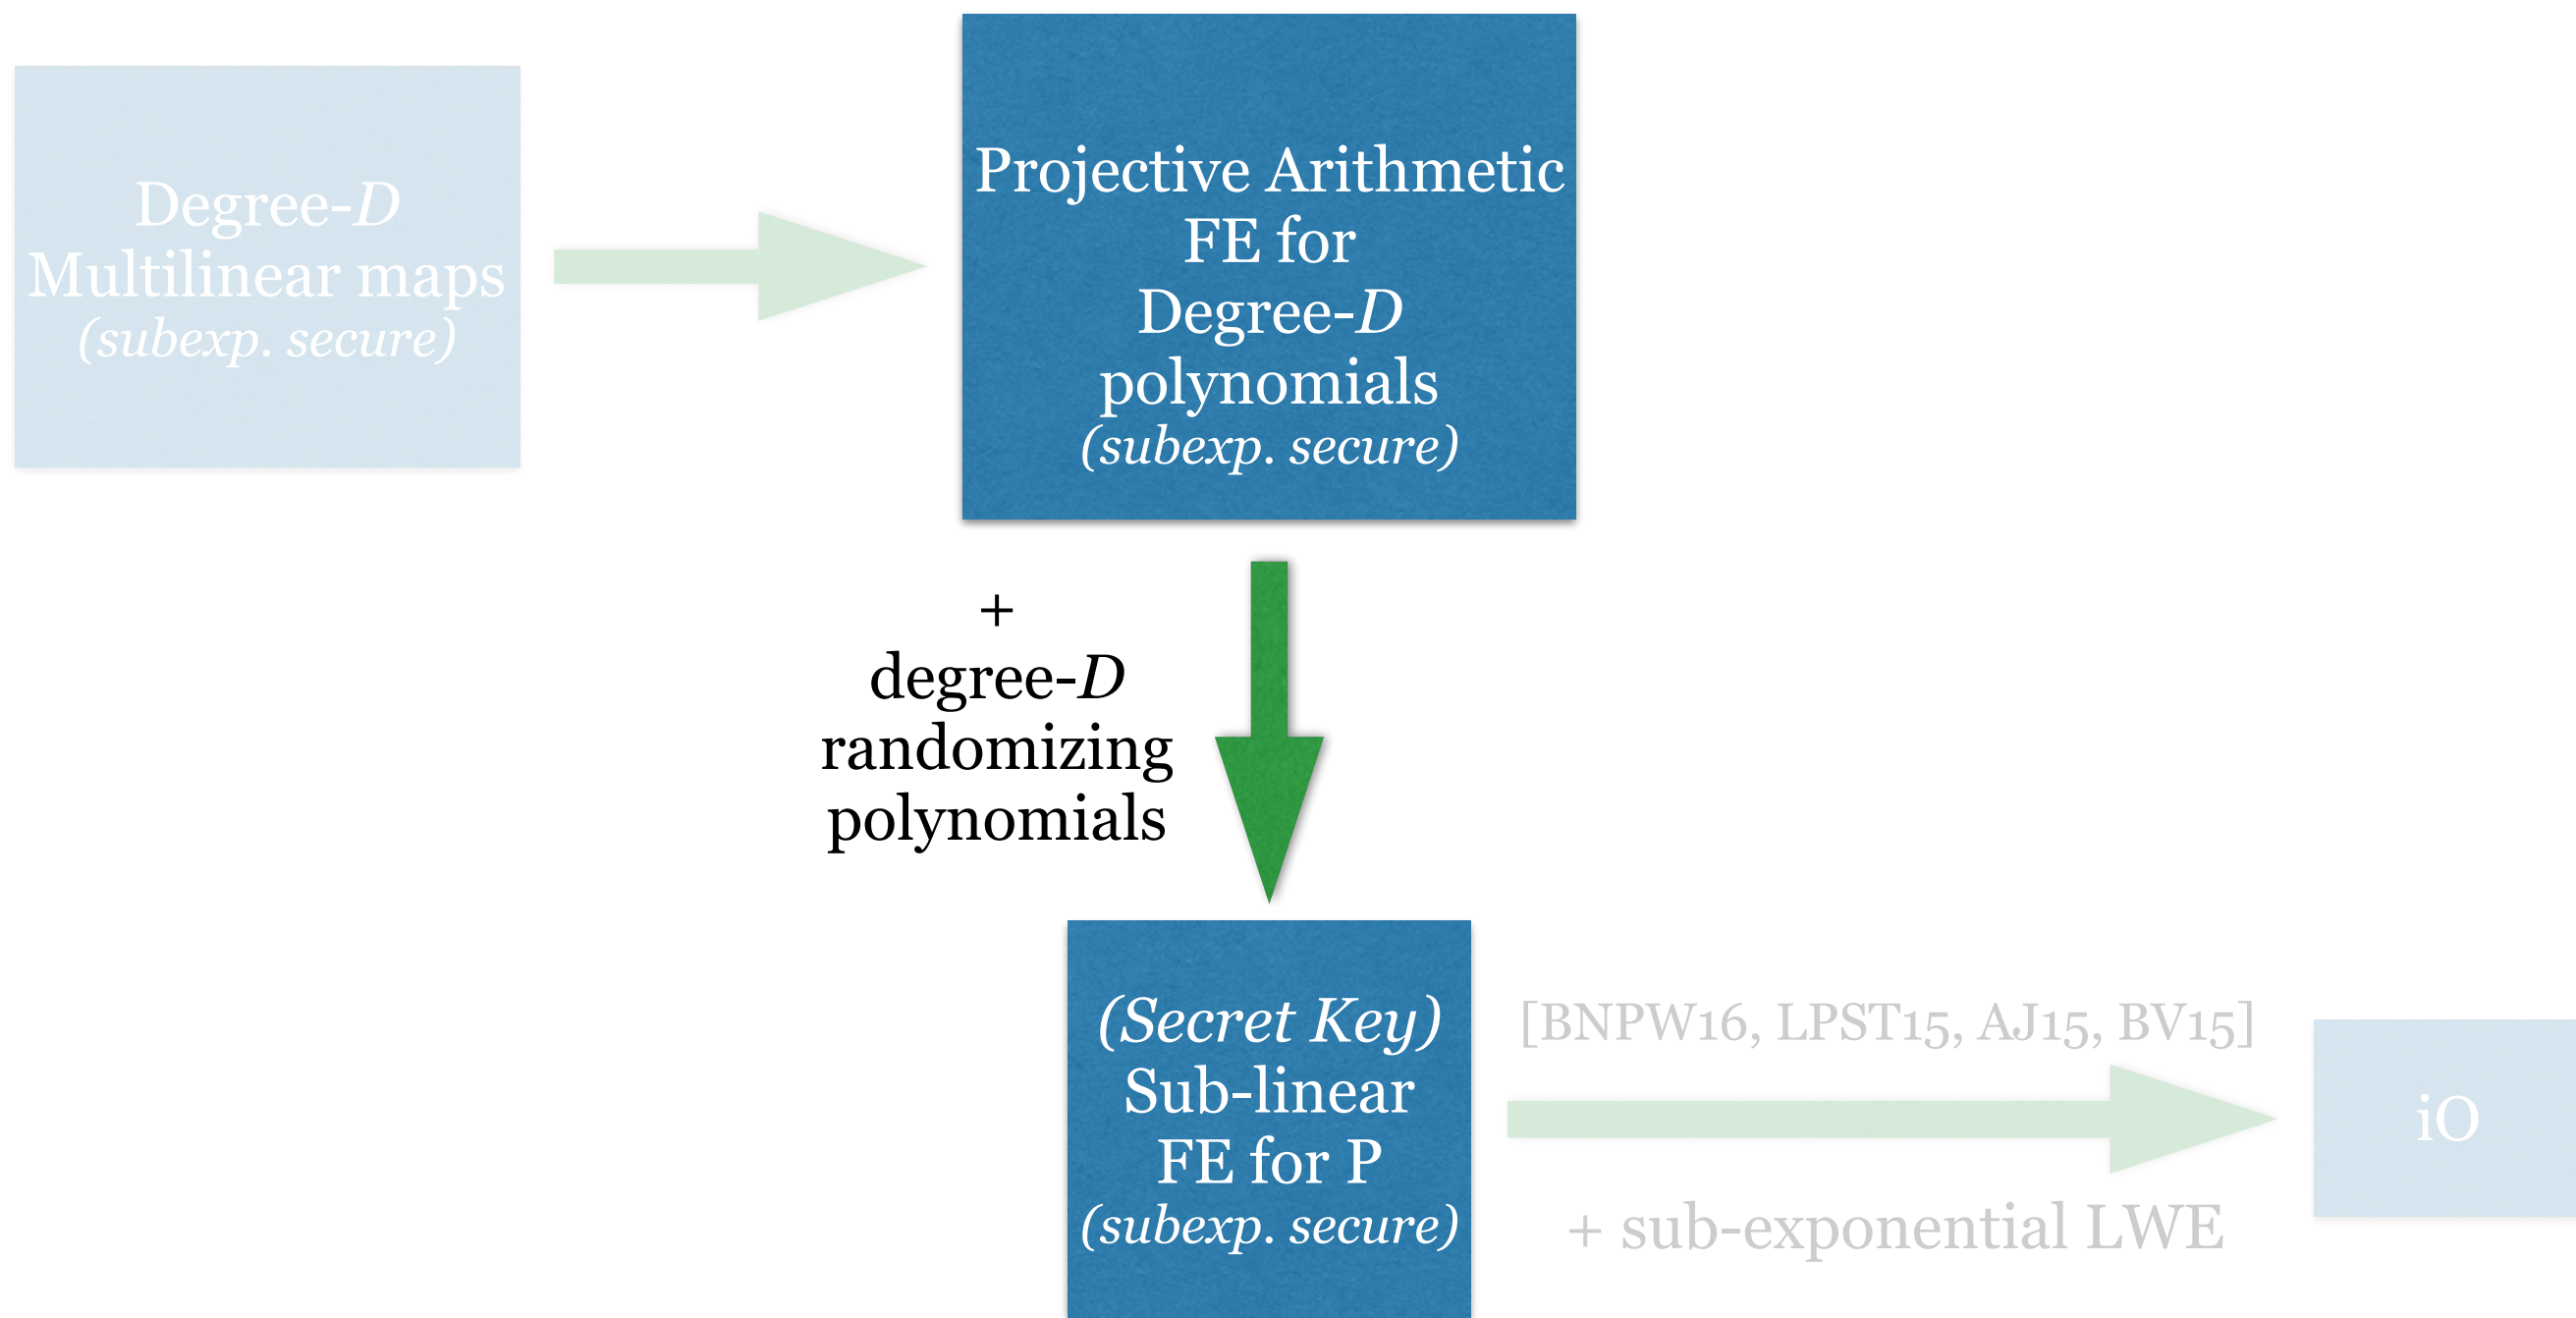 Degree-D
Multilinear maps
(subexp. secure)
Projective Arithmetic
FE for
Degree-D
polynomials
(subexp. secure)
+
degree-D
randomizing
polynomials
(Secret Key)
Sub-linear
FE for P
(subexp. secure)
[BNPW16, LPST15, AJ15, BV15]
+ sub-exponential LWE
iO